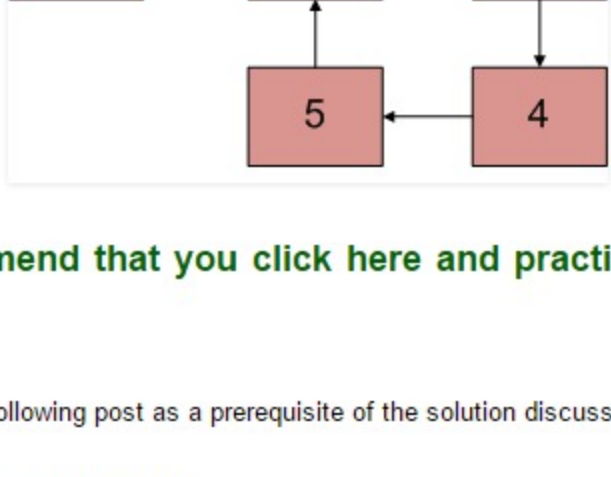 5 4
mend that you click here and practi
ollowing post as a prerequisite of the solution discuss